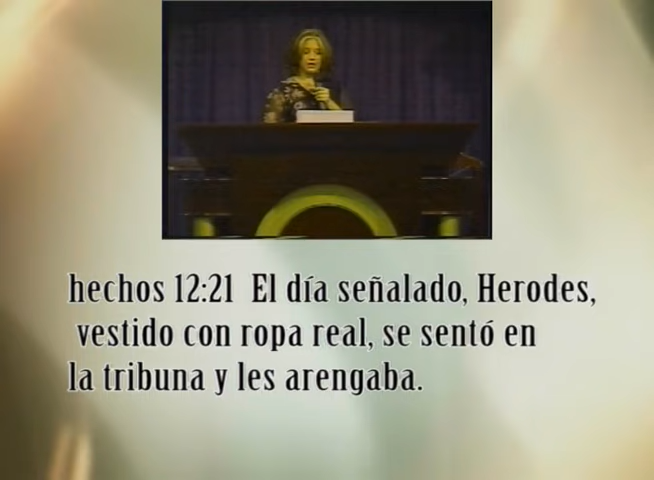 hechos 12:21 El día señalado, Herodes,
vestido con ropa real, se sentó en
la tribuna y les arengaba.